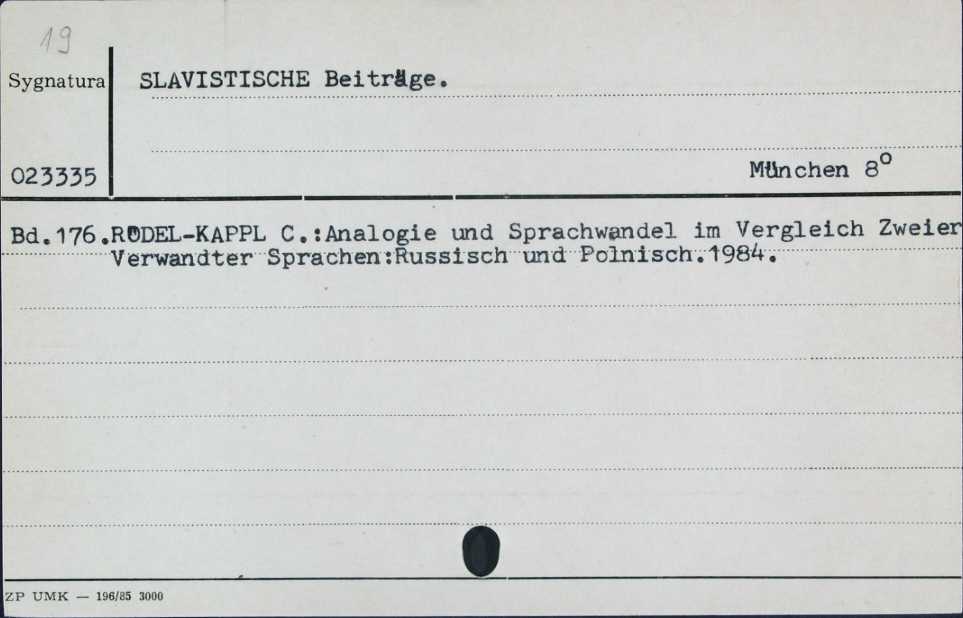 19
Sygnatura
SLAVISTISCHE Beiträge.
023335
München 8°
Bd.176.RÖDEL-KAPPL C.:Analogie und Sprachwandel im Vergleich Zweier
Verwandter Sprachen:Russisch und Polnisch.1984.
ZP UMK — 196/85 3000